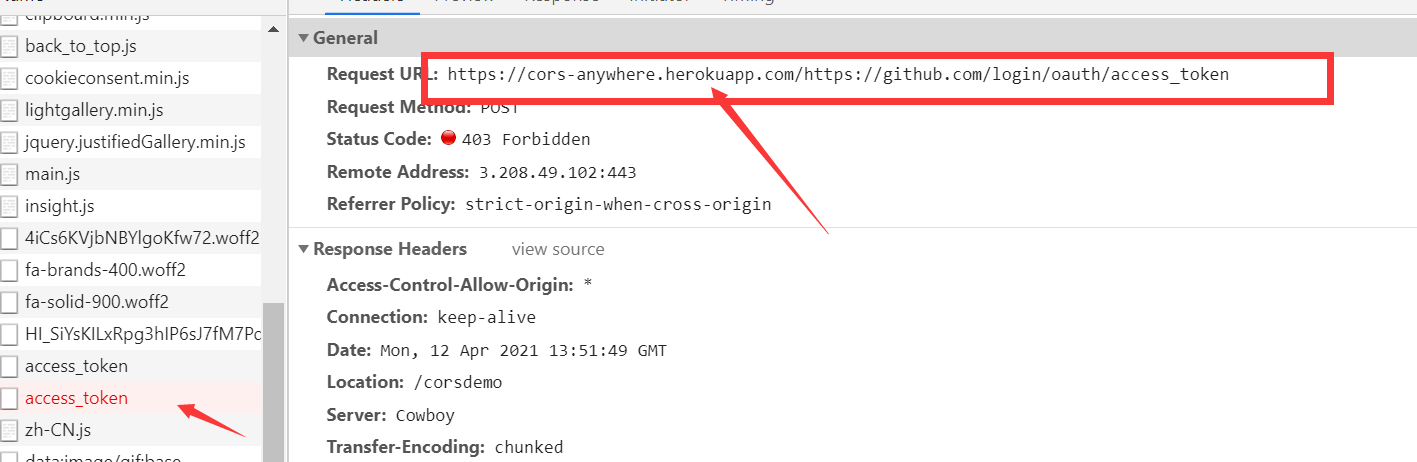 clipboard.min.js
back_to_top.js
cookieconsent.min.js
lightgallery.min.js
jquery.justifiedGallery.min.js
main.js
insight.js
4iCs6KVjbNBYlgoKfw72.woff2
fa-brands-400.woff2
fa-solid-900.woff2
access_token
access_token
zh-CN.js
Headers Preview Response Initiator Timing
General
Request URL: https://cors-anywhere.herokuapp.com/https://github.com/login/oauth/access_token
Request Method: POST
Status Code: 403 Forbidden
Remote Address: 3.208.49.102:443
Referrer Policy: strict-origin-when-cross-origin
Response Headers view source
Access-Control-Allow-Origin: *
Connection: keep-alive
Date: Mon, 12 Apr 2021 13:51:49 GMT
Location: /corsdemo
Server: Cowboy
Transfer-Encoding: chunked